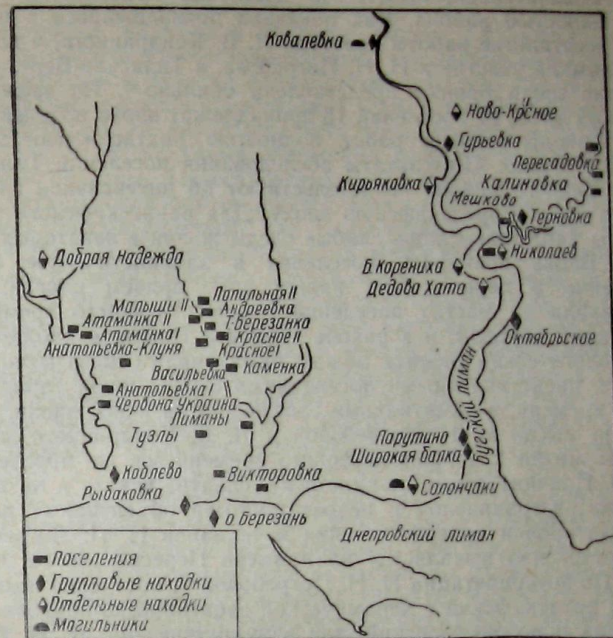 Ковалевка
Ново-Красное
Гурьевка
Пересадовка
Кирьяковка
Калиновка
Мешково
Терновка
Николаев
Добрая Надежда
Б. Корениха
Дедова Хата
Папильная II
Андреевка
Малыши II
Т-Березанка
Атаманка II
Красное II
Атаманка I
Красное I
Анатольевка-Клуня
Октябрьское
Васильевка
Каменка
Анатольевка I
Червона Украина
Лиманы
Тузлы
Бугский лиман
Парутино
Широкая балка
Коблево
Викторовка
Рыбаковка
Солончаки
о. Березань
Днепровский лиман
Поселения
Групповые находки
Отдельные находки
Могильники